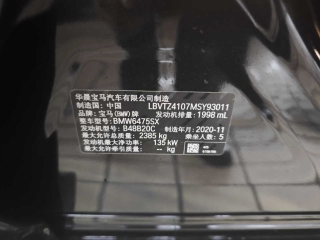 华晨宝马汽车有限公司制造
制造国：中国 LBVTZ4107MSY93011
品牌：宝马(BMW)牌 发动机排量：1998 mL
整车型号：BMW6475SX
发动机型号：B48B20C 制造年月：2020-11
最大允许总质量：2385 kg 乘坐人数：5
发动机最大净功率：135 kW
最大允许牵引质量：-- kg